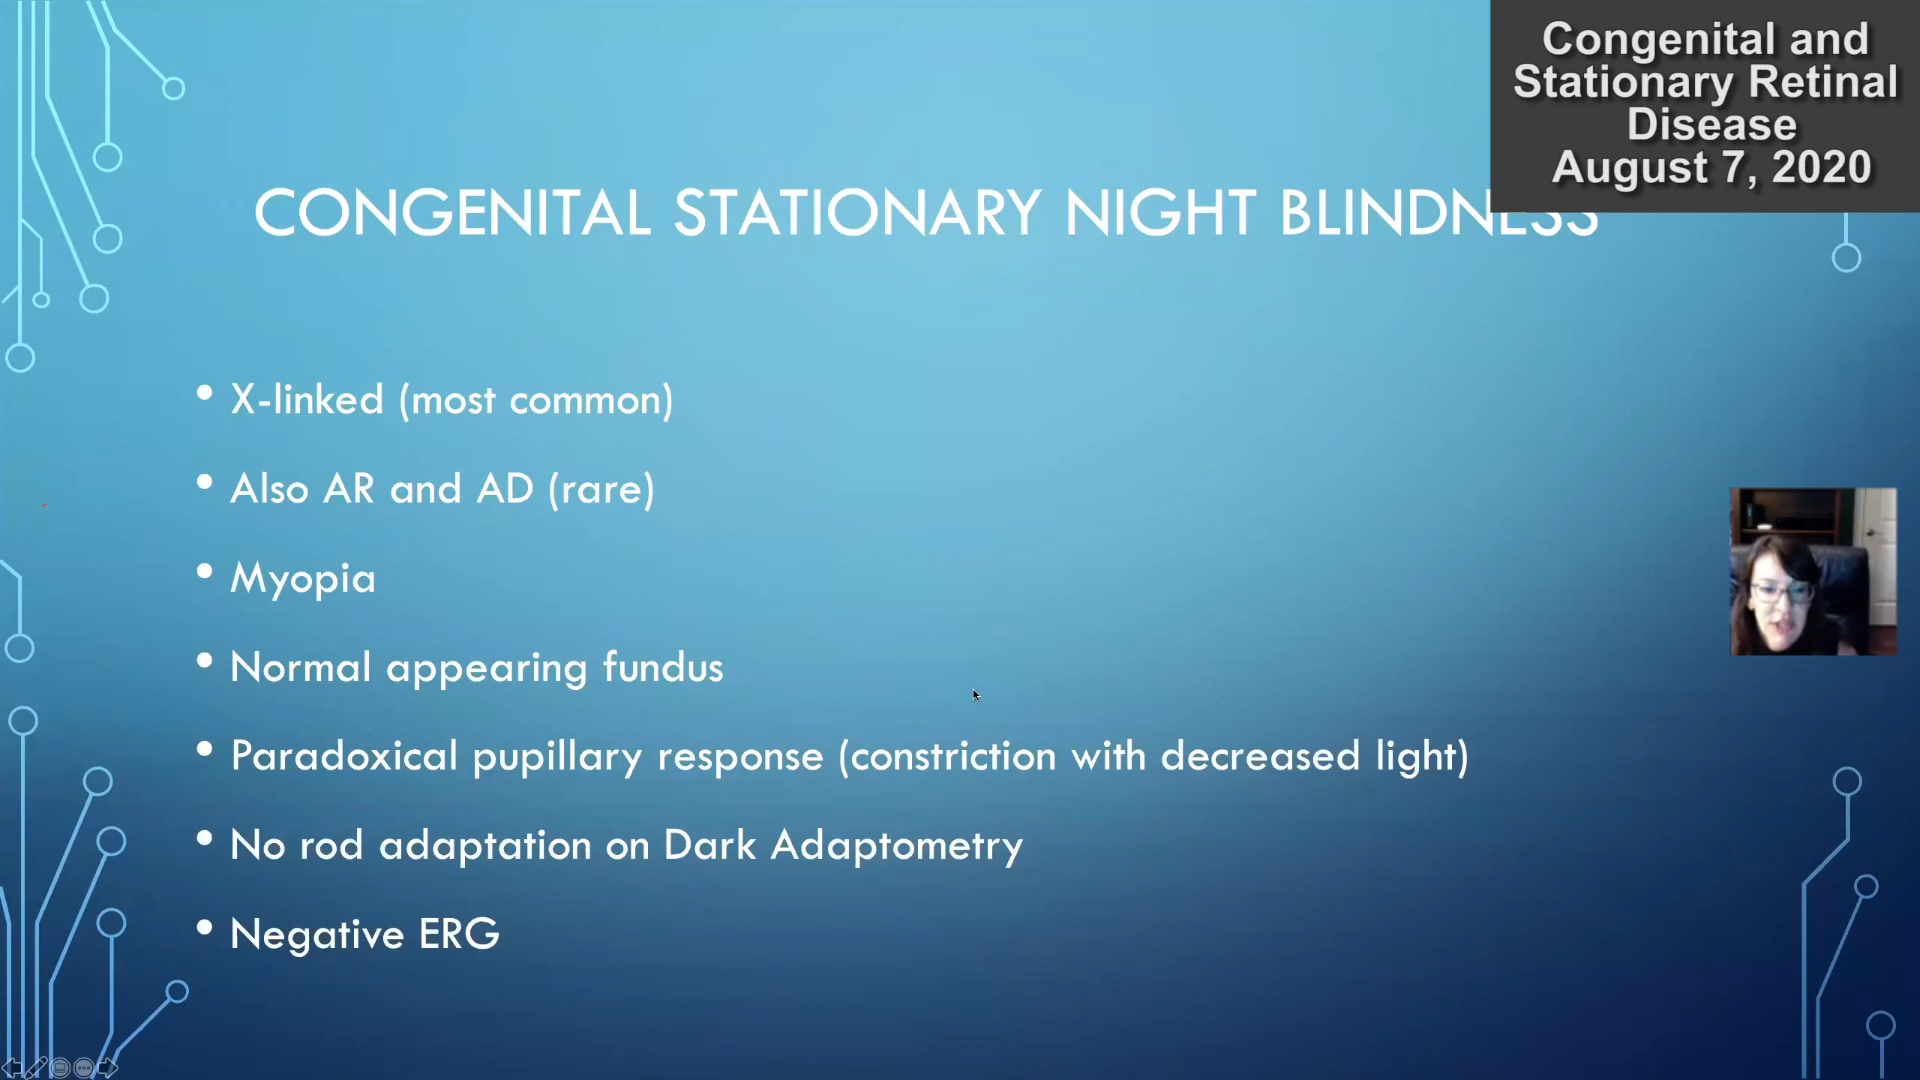 Congenital and
Stationary Retinal
Disease
August 7, 2020
CONGENITAL STATIONARY NIGHT BLINDNESS
• X-linked (most common)
• Also AR and AD (rare)
• Myopia
• Normal appearing fundus
• Paradoxical pupillary response (constriction with decreased light)
• No rod adaptation on Dark Adaptometry
• Negative ERG